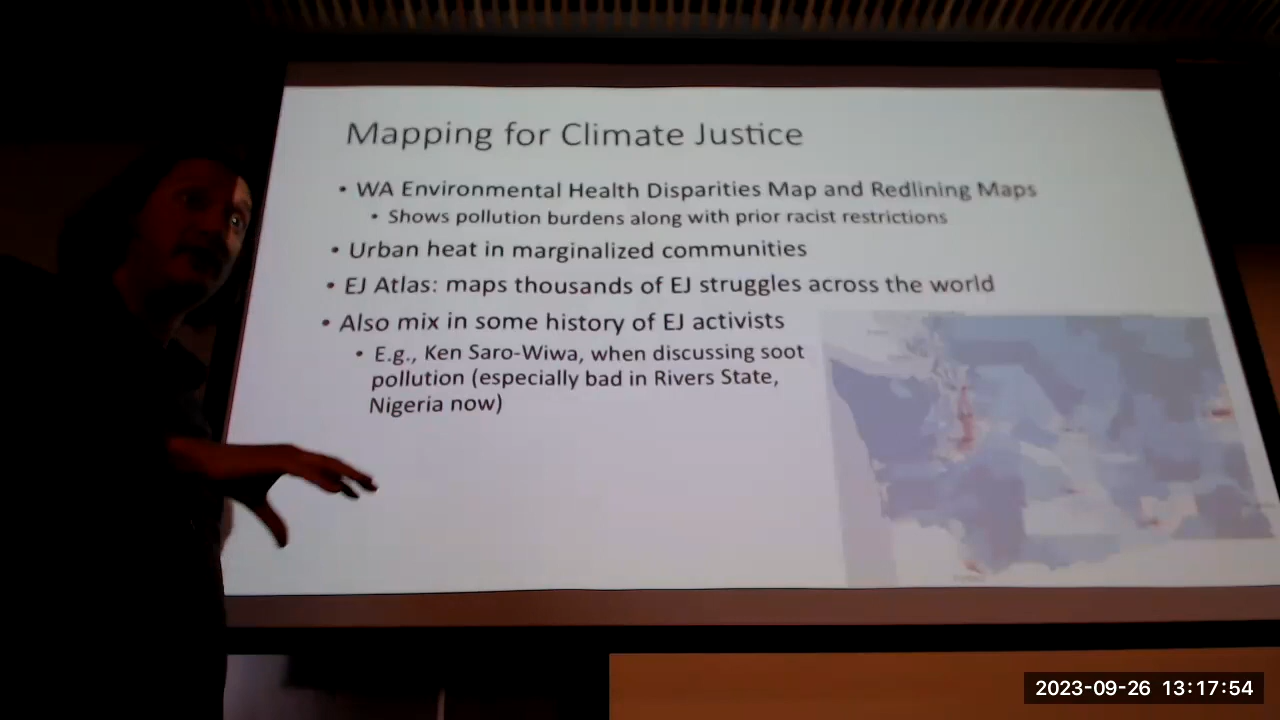 Mapping for Climate Justice
• WA Environmental Health Disparities Map and Redlining Maps
• Shows pollution burdens along with prior racist restrictions
• Urban heat in marginalized communities
• EJ Atlas: maps thousands of EJ struggles across the world
• Also mix in some history of EJ activists
• E.g., Ken Saro-Wiwa, when discussing soot
pollution (especially bad in Rivers State,
Nigeria now)
2023-09-26 13:17:54